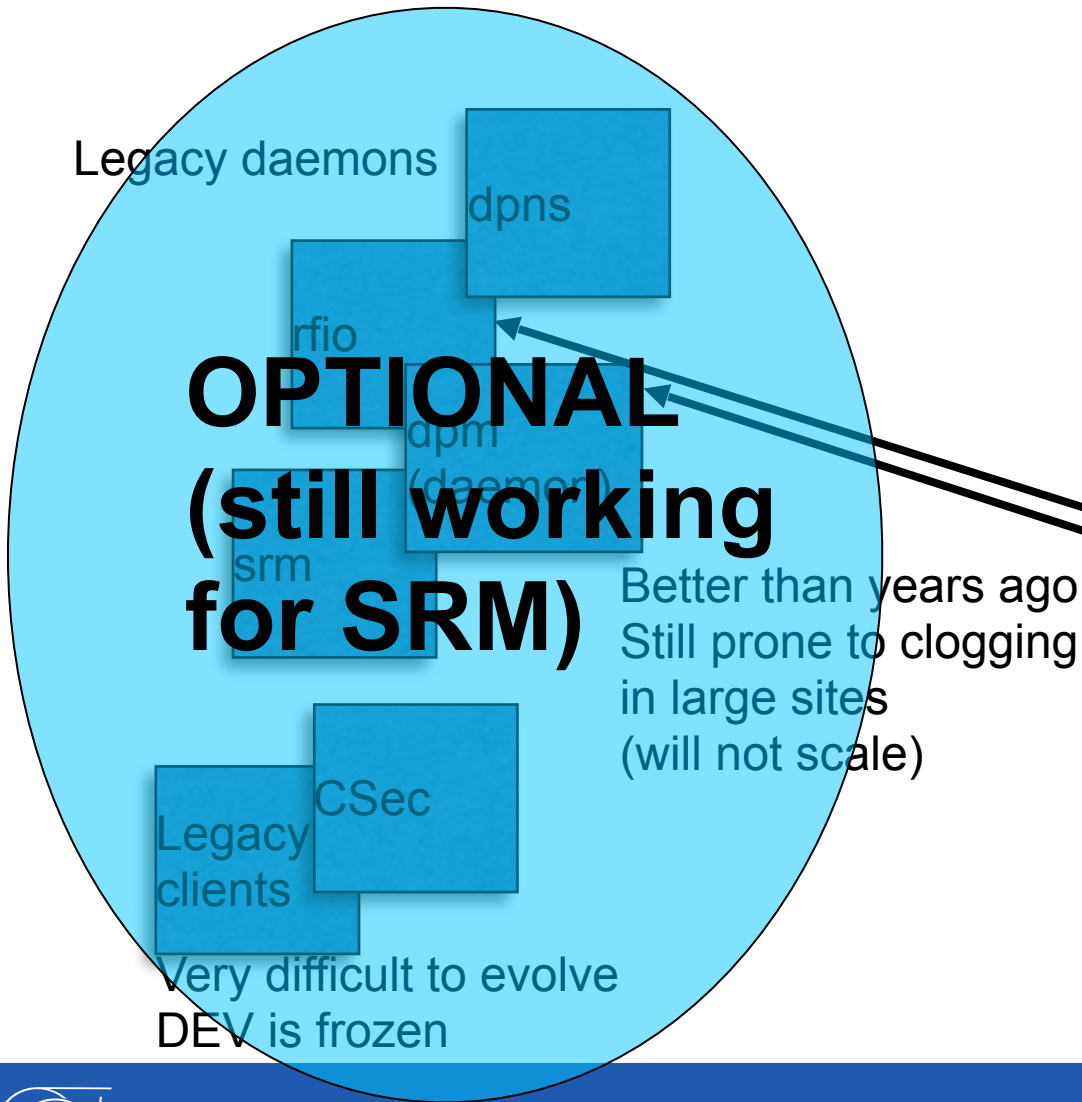 Legacy daemons
dpns
rfio
OPTIONAL
(still working
for SRM)
dpm
(daemon)
srm
Better than years ago
Still prone to clogging
in large sites
(will not scale)
CSec
Legacy
clients
Very difficult to evolve
DEV is frozen